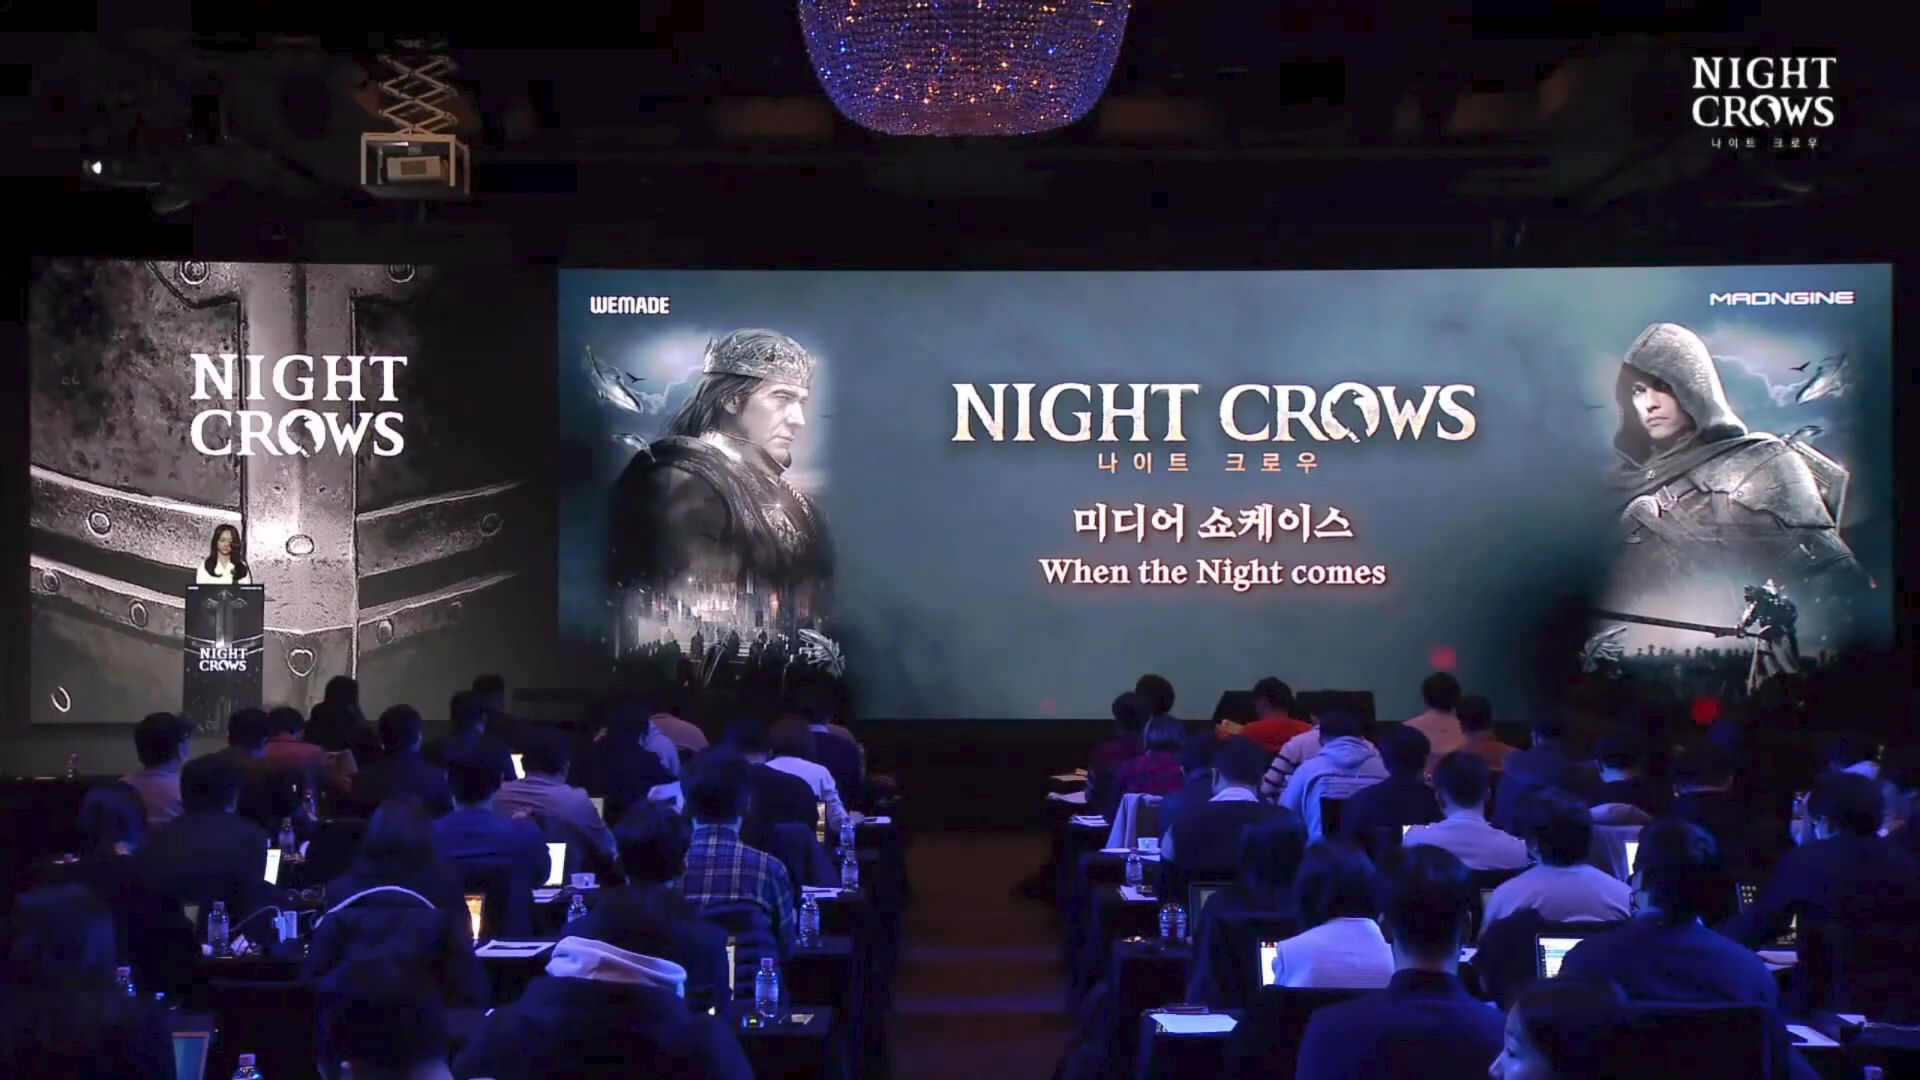 NIGHT
CROWS
나이트 크로우
WEMADE
MADNGINE
NIGHT
CROWS
NIGHT CROWS
나이트 크로우
미디어 쇼케이스
When the Night comes
NIGHT
CROWS